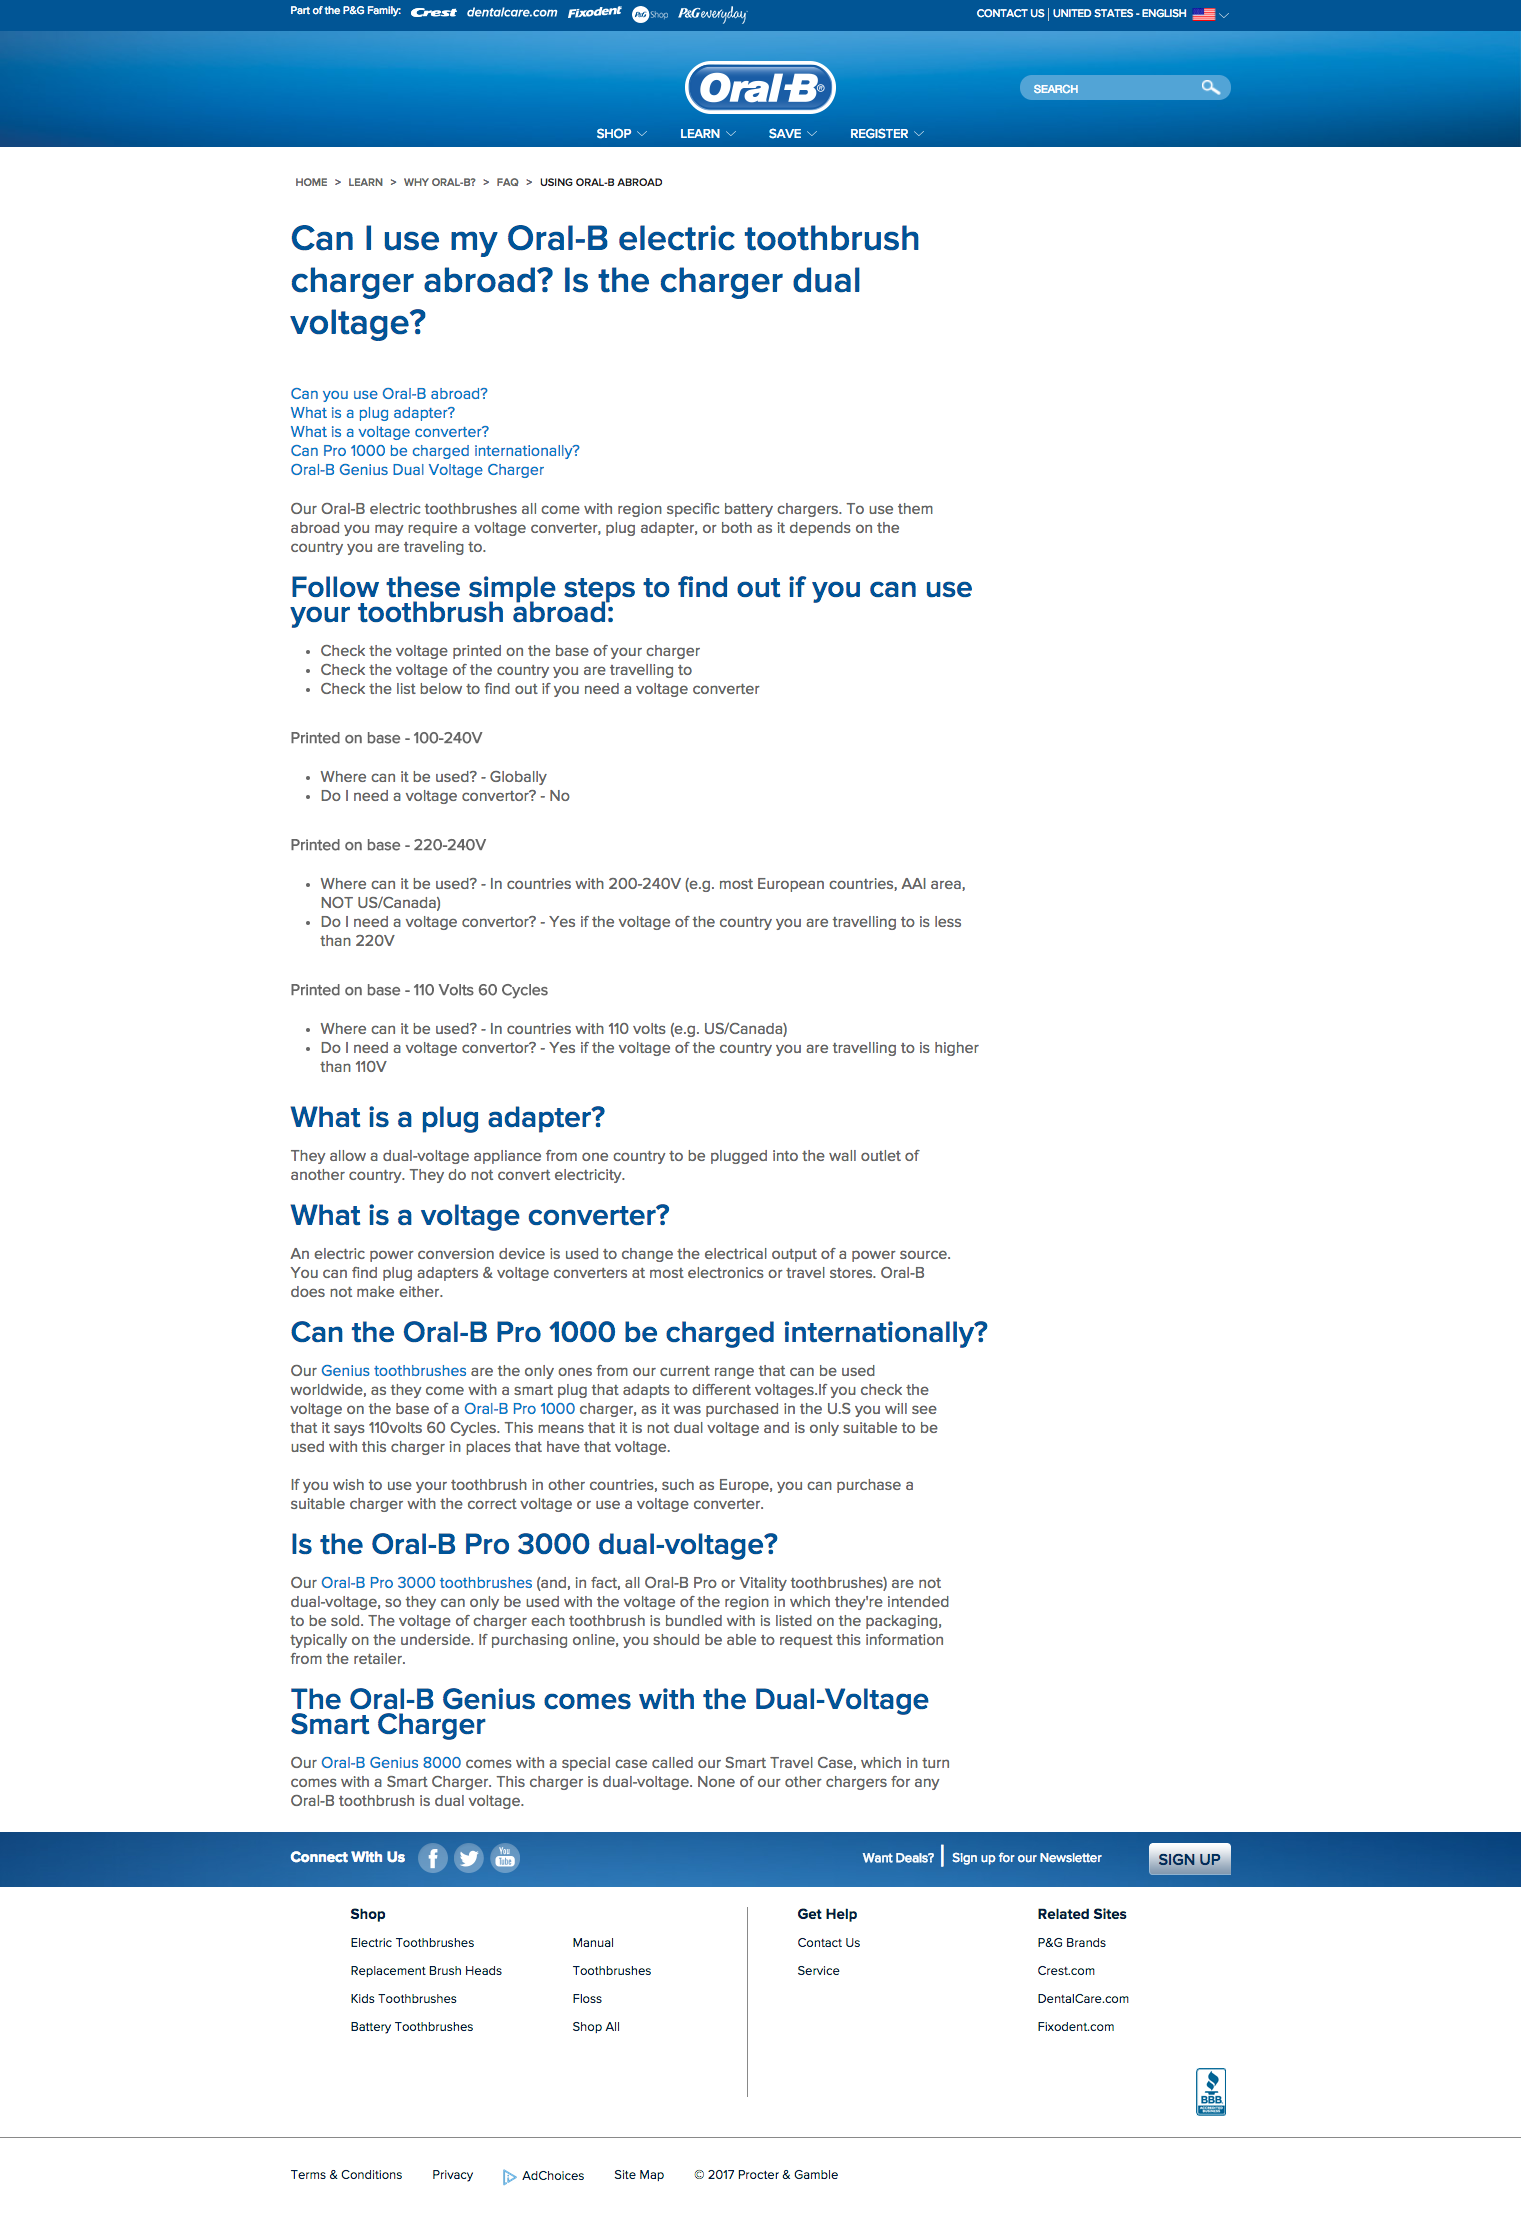 Part of the P&G Family: Crest dentalcare.com Fixodent P&G Shop P&G everyday
CONTACT US | UNITED STATES - ENGLISH
Oral-B®
SEARCH
SHOP LEARN SAVE REGISTER
HOME > LEARN > WHY ORAL-B? > FAQ > USING ORAL-B ABROAD
Can I use my Oral-B electric toothbrush
charger abroad? Is the charger dual
voltage?
Can you use Oral-B abroad?
What is a plug adapter?
What is a voltage converter?
Can Pro 1000 be charged internationally?
Oral-B Genius Dual Voltage Charger
Our Oral-B electric toothbrushes all come with region specific battery chargers. To use them
abroad you may require a voltage converter, plug adapter, or both as it depends on the
country you are traveling to.
Follow these simple steps to find out if you can use
your toothbrush abroad:
• Check the voltage printed on the base of your charger
• Check the voltage of the country you are travelling to
• Check the list below to find out if you need a voltage converter
Printed on base - 100-240V
• Where can it be used? - Globally
• Do I need a voltage convertor? - No
Printed on base - 220-240V
• Where can it be used? - In countries with 200-240V (e.g. most European countries, AAI area,
NOT US/Canada)
• Do I need a voltage convertor? - Yes if the voltage of the country you are travelling to is less
than 220V
Printed on base - 110 Volts 60 Cycles
• Where can it be used? - In countries with 110 volts (e.g. US/Canada)
• Do I need a voltage convertor? - Yes if the voltage of the country you are travelling to is higher
than 110V
What is a plug adapter?
They allow a dual-voltage appliance from one country to be plugged into the wall outlet of
another country. They do not convert electricity.
What is a voltage converter?
An electric power conversion device is used to change the electrical output of a power source.
You can find plug adapters & voltage converters at most electronics or travel stores. Oral-B
does not make either.
Can the Oral-B Pro 1000 be charged internationally?
Our Genius toothbrushes are the only ones from our current range that can be used
worldwide, as they come with a smart plug that adapts to different voltages.If you check the
voltage on the base of a Oral-B Pro 1000 charger, as it was purchased in the U.S you will see
that it says 110volts 60 Cycles. This means that it is not dual voltage and is only suitable to be
used with this charger in places that have that voltage.
If you wish to use your toothbrush in other countries, such as Europe, you can purchase a
suitable charger with the correct voltage or use a voltage converter.
Is the Oral-B Pro 3000 dual-voltage?
Our Oral-B Pro 3000 toothbrushes (and, in fact, all Oral-B Pro or Vitality toothbrushes) are not
dual-voltage, so they can only be used with the voltage of the region in which they're intended
to be sold. The voltage of charger each toothbrush is bundled with is listed on the packaging,
typically on the underside. If purchasing online, you should be able to request this information
from the retailer.
The Oral-B Genius comes with the Dual-Voltage
Smart Charger
Our Oral-B Genius 8000 comes with a special case called our Smart Travel Case, which in turn
comes with a Smart Charger. This charger is dual-voltage. None of our other chargers for any
Oral-B toothbrush is dual voltage.
Connect With Us You Tube
Want Deals? | Sign up for our Newsletter
SIGN UP
Shop
Electric Toothbrushes
Replacement Brush Heads
Kids Toothbrushes
Battery Toothbrushes
Manual
Toothbrushes
Floss
Shop All
Get Help
Contact Us
Service
Related Sites
P&G Brands
Crest.com
DentalCare.com
Fixodent.com
BBB.
ACCREDITED
BUSINESS
Terms & Conditions Privacy AdChoices Site Map © 2017 Procter & Gamble